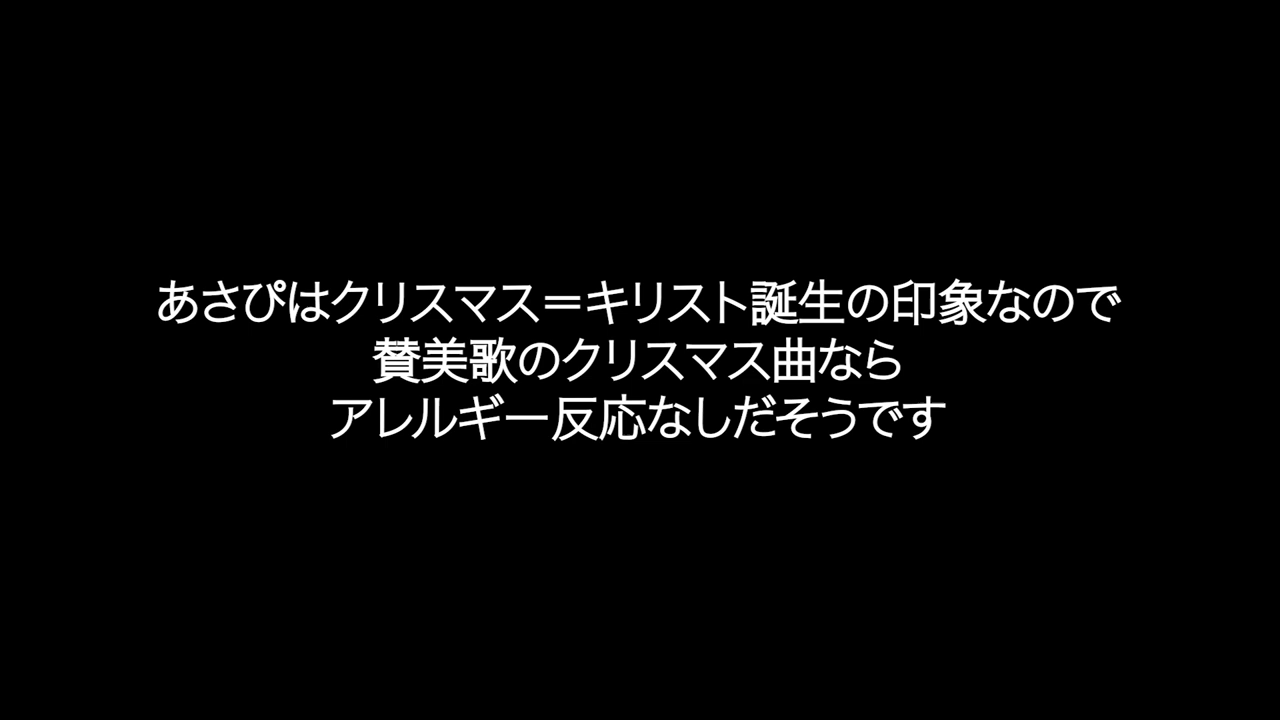 あさぴはクリスマス＝キリスト誕生の印象なので
賛美歌のクリスマス曲なら
アレルギー反応なしだそうです